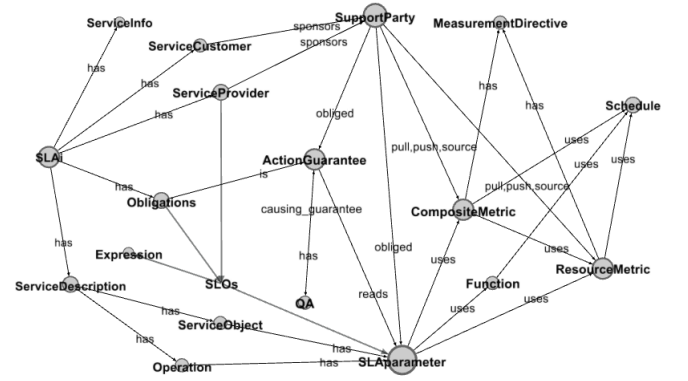 ServiceInfo
SupportParty
MeasurementDirective
sponsors
ServiceCustomer
sponsors
has
has
has
ServiceProvider
has
has
Schedule
has
obliged
uses
pull,push,source
SLAi
ActionGuarantee
is
uses
uses
has
pull,push,source
Obligations
causing_guarantee
CompositeMetric
has
Expression
has
obliged
uses
uses
ResourceMetric
ServiceDescription
SLOs
Function
reads
uses
QA
has
uses
ServiceObject
has
has
SLAparameter
Operation
has